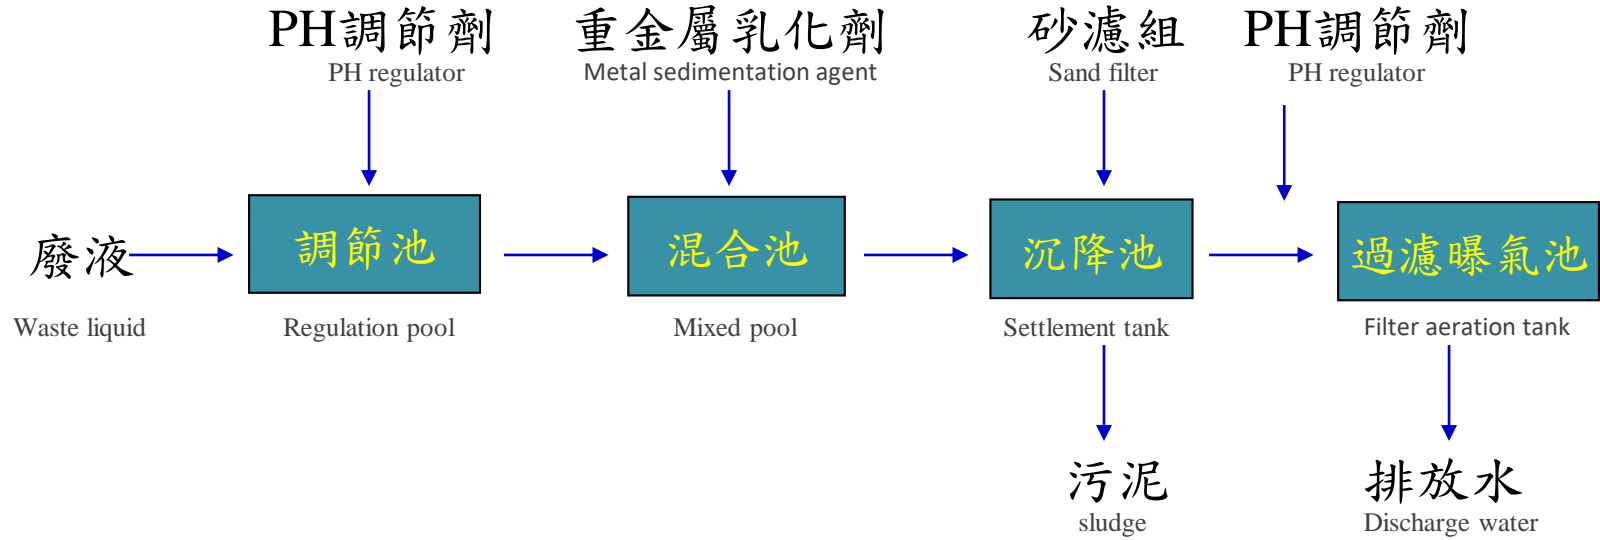 PH調節劑
PH regulator
重金屬乳化劑
Metal sedimentation agent
砂濾組
Sand filter
PH調節劑
PH regulator
廢液
Waste liquid
調節池
Regulation pool
混合池
Mixed pool
沉降池
Settlement tank
過濾曝氣池
Filter aeration tank
污泥
sludge
排放水
Discharge water